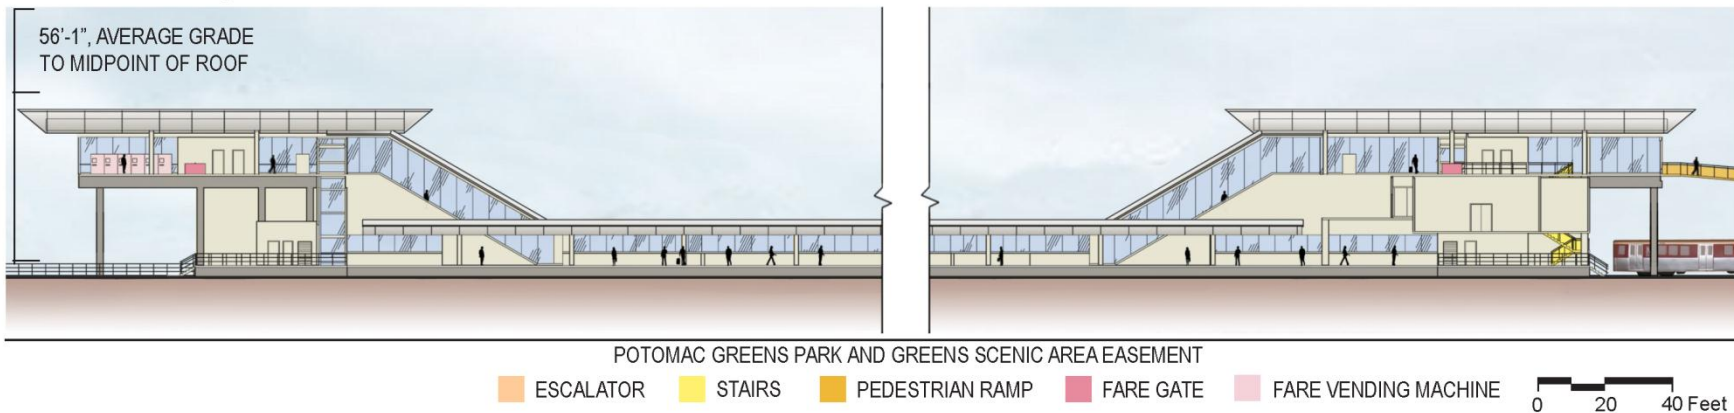 56'-1", AVERAGE GRADE
TO MIDPOINT OF ROOF
POTOMAC GREENS PARK AND GREENS SCENIC AREA EASEMENT
ESCALATOR STAIRS PEDESTRIAN RAMP FARE GATE FARE VENDING MACHINE
0 20 40 Feet